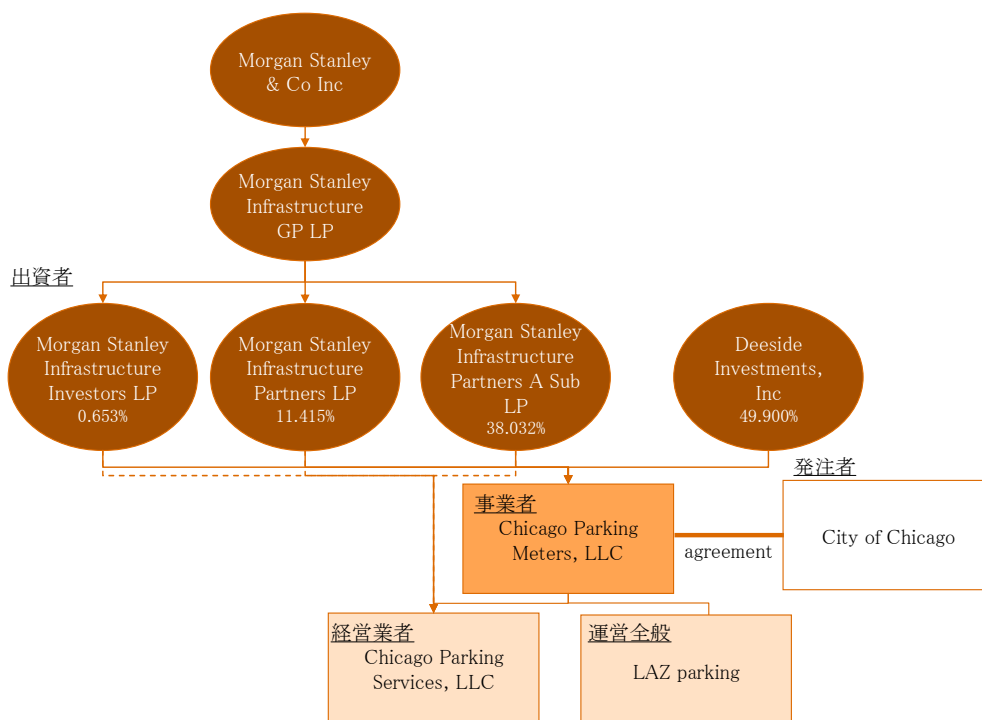 Morgan Stanley
& Co Inc
Morgan Stanley
Infrastructure
GP LP
出資者
Morgan Stanley
Infrastructure
Investors LP
0.653%
Morgan Stanley
Infrastructure
Partners LP
11.415%
Morgan Stanley
Infrastructure
Partners A Sub
LP
38.032%
Deeside
Investments,
Inc
49.900%
発注者
事業者
Chicago Parking
Meters, LLC
agreement
City of Chicago
経営業者
Chicago Parking
Services, LLC
運営全般
LAZ parking